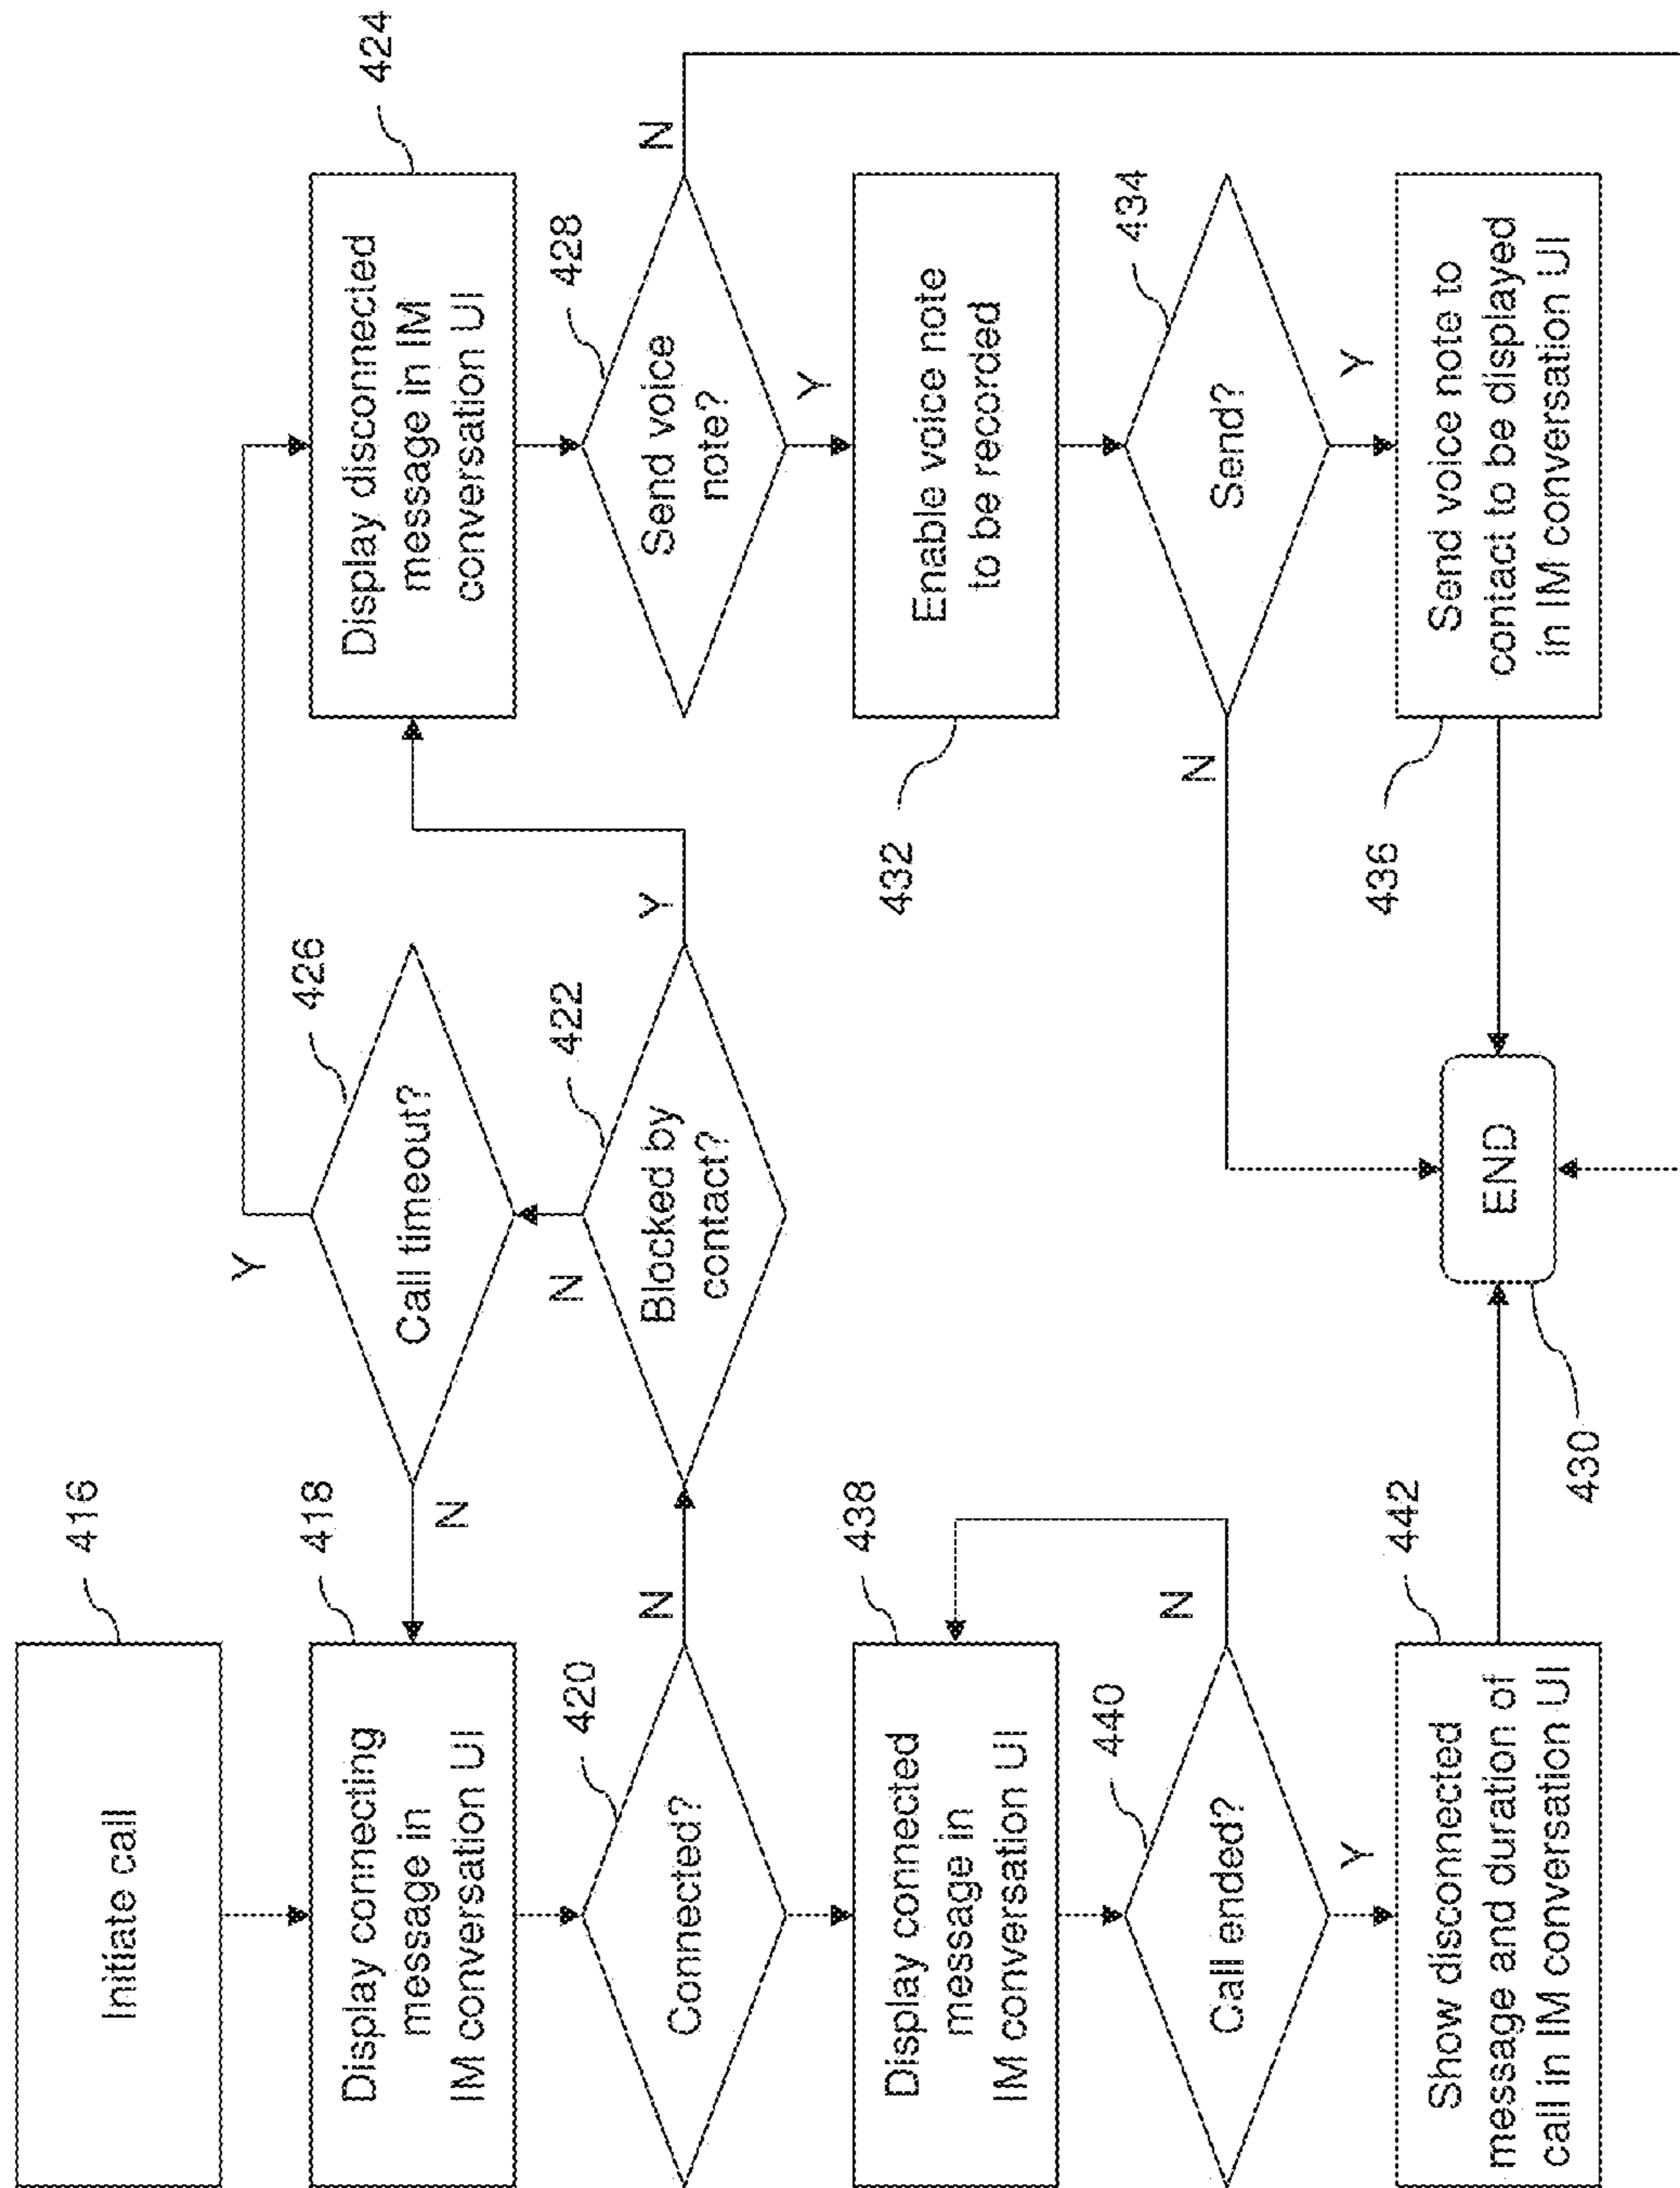 Initiate call
416
Display connecting
message in
IM conversation UI
418
Connected?
420
N
Display connected
message in
IM conversation UI
438
Call ended?
440
N
Y
Show disconnected
message and duration of
call in IM conversation UI
442
Call timeout?
426
Y
N
Blocked by
contact?
422
N
Y
END
430
Display disconnected
message in IM
conversation UI
424
Send voice
note?
428
N
Y
Enable voice note
to be recorded
432
Send?
434
N
Y
Send voice note to
contact to be displayed
in IM conversation UI
436